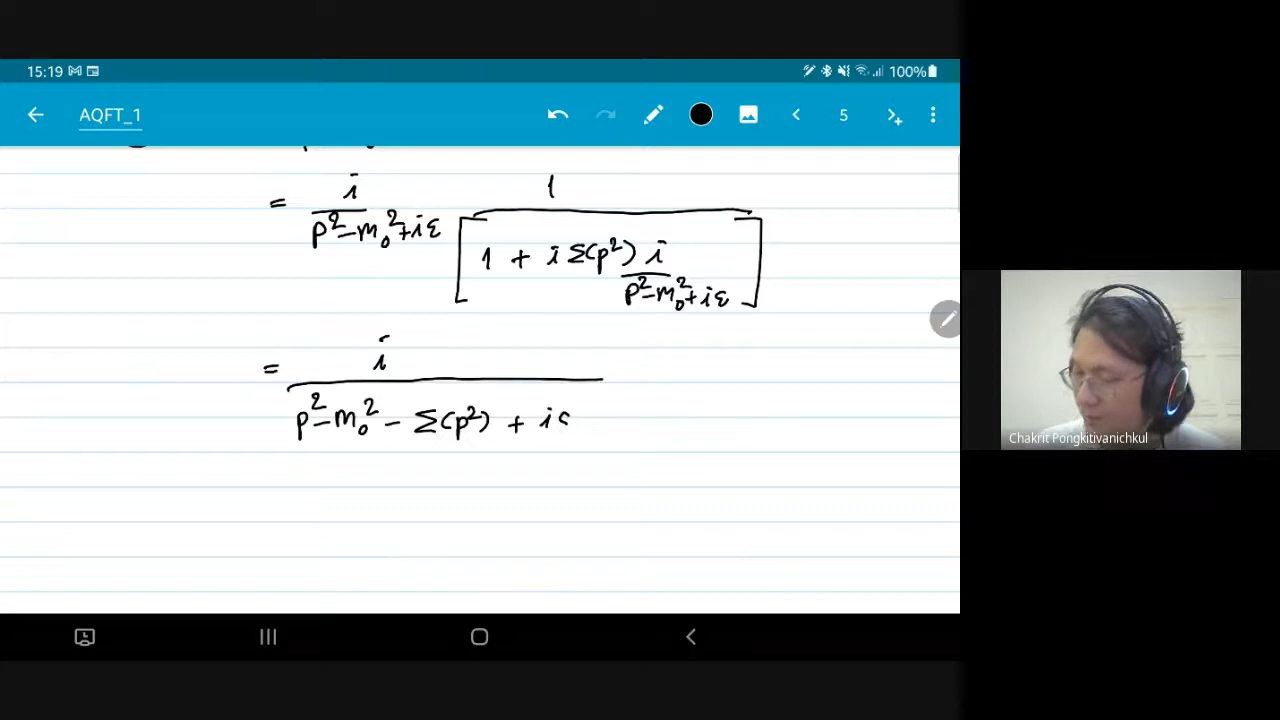 15:19 100%
AQFT_1 5
= i / (p² − m₀² + iε) 1 / [1 + i Σ(p²) i / (p² − m₀² + iε)]
= i / (p² − m₀² − Σ(p²) + iε
Chakrit Pongkitivanichkul